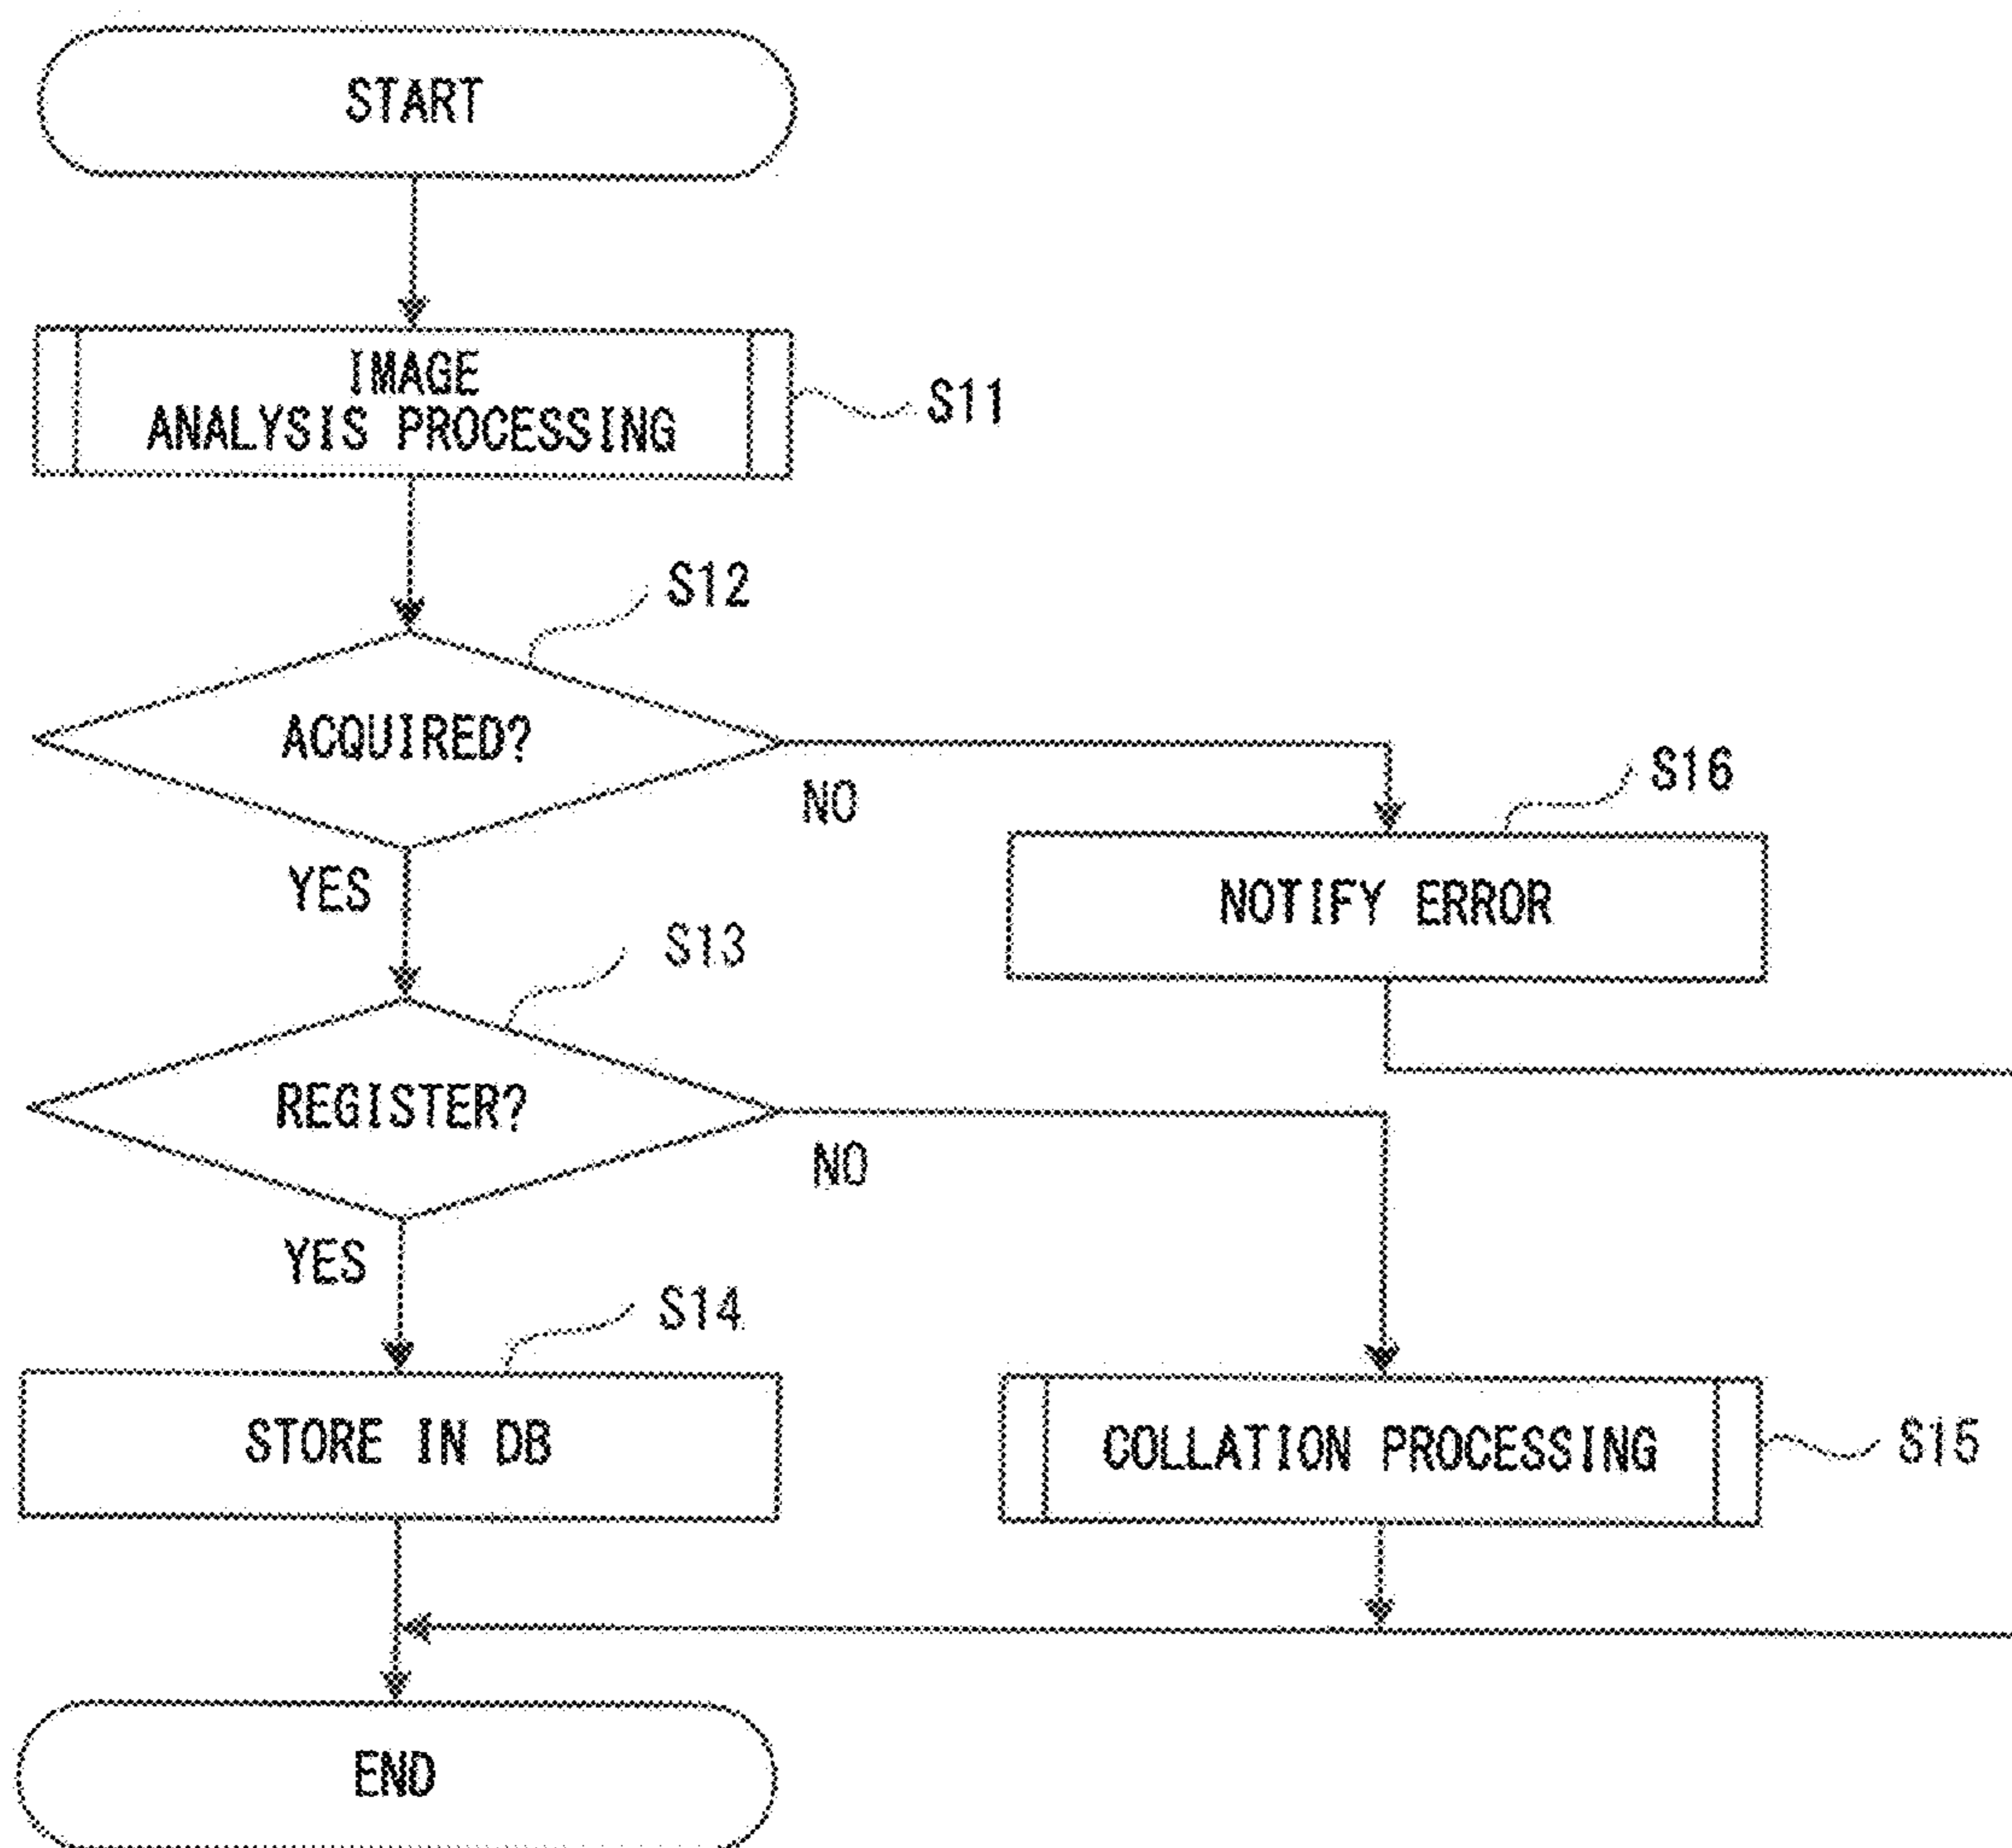 START
IMAGE
ANALYSIS PROCESSING
S11
S12
ACQUIRED?
NO
S16
YES
NOTIFY ERROR
S13
REGISTER?
NO
YES
S14
STORE IN DB
COLLATION PROCESSING
S15
END